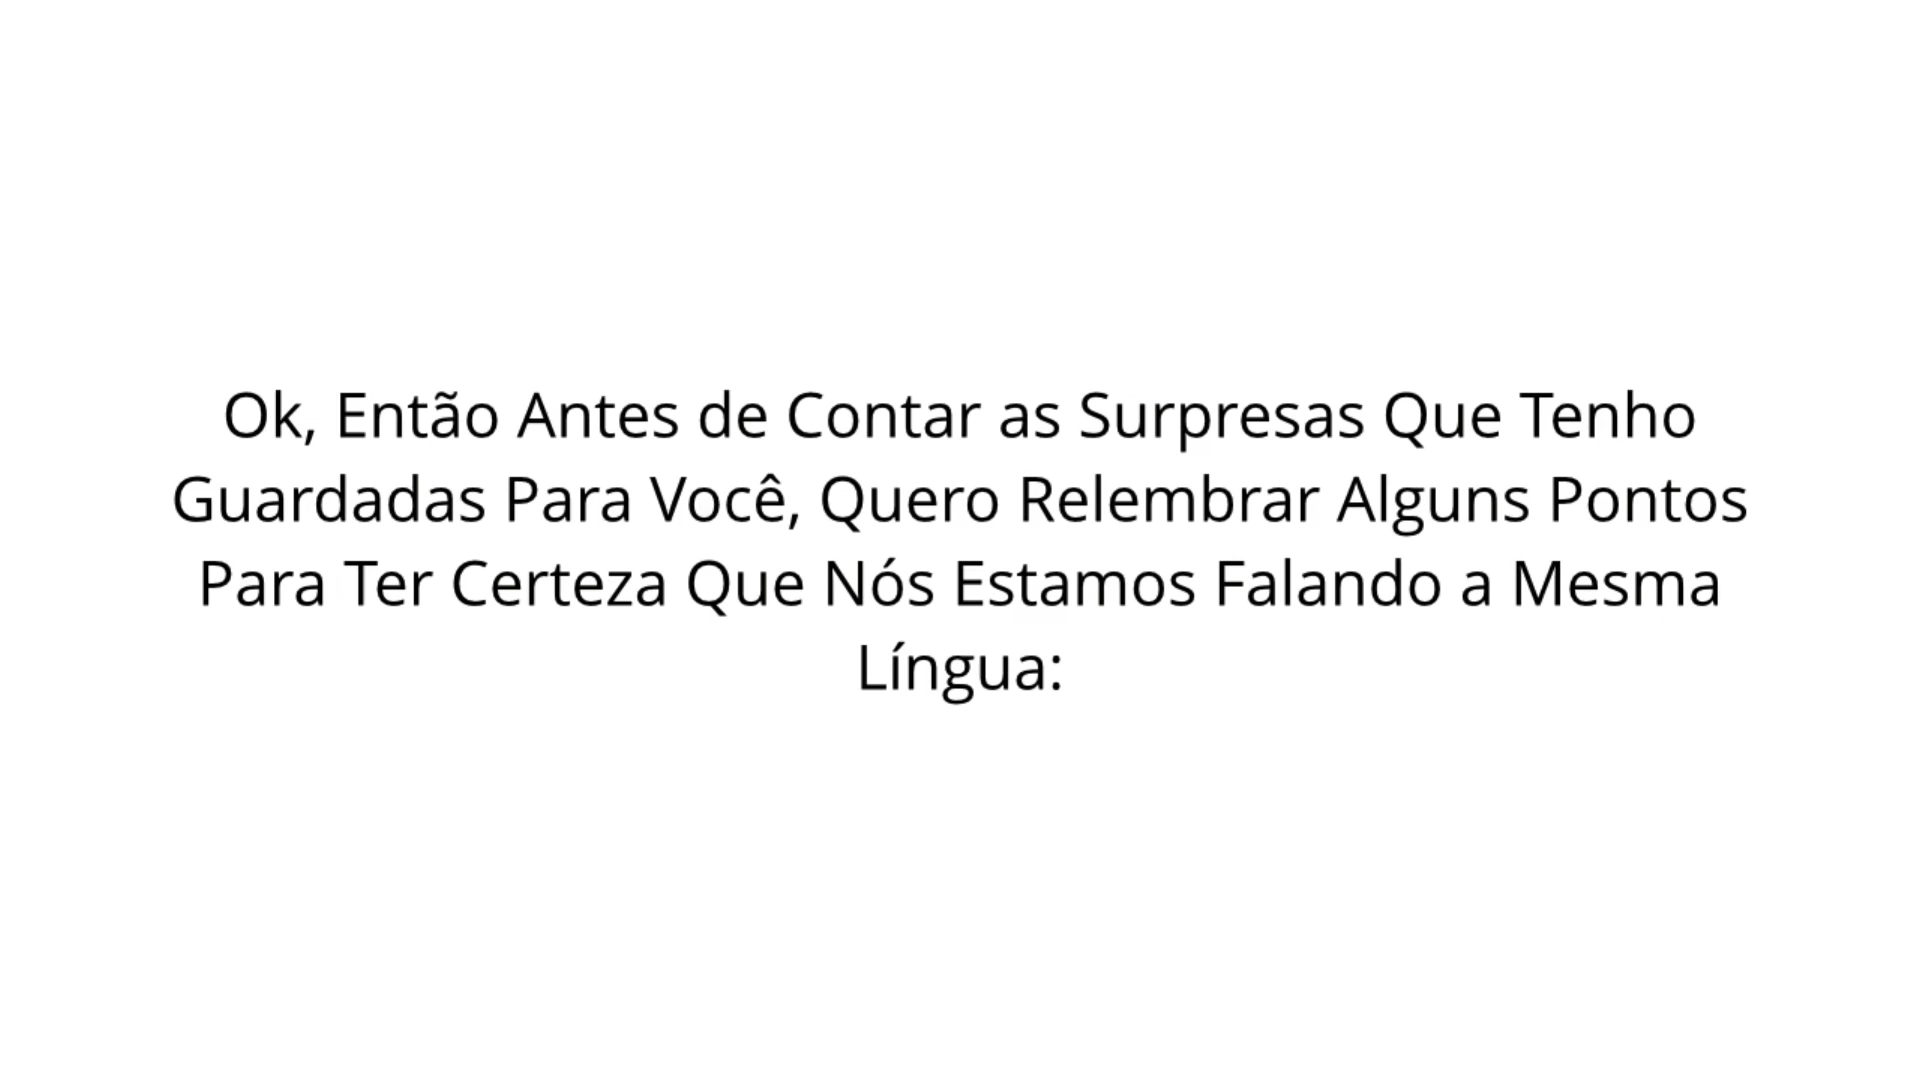 Ok, Então Antes de Contar as Surpresas Que Tenho
Guardadas Para Você, Quero Relembrar Alguns Pontos
Para Ter Certeza Que Nós Estamos Falando a Mesma
Língua: